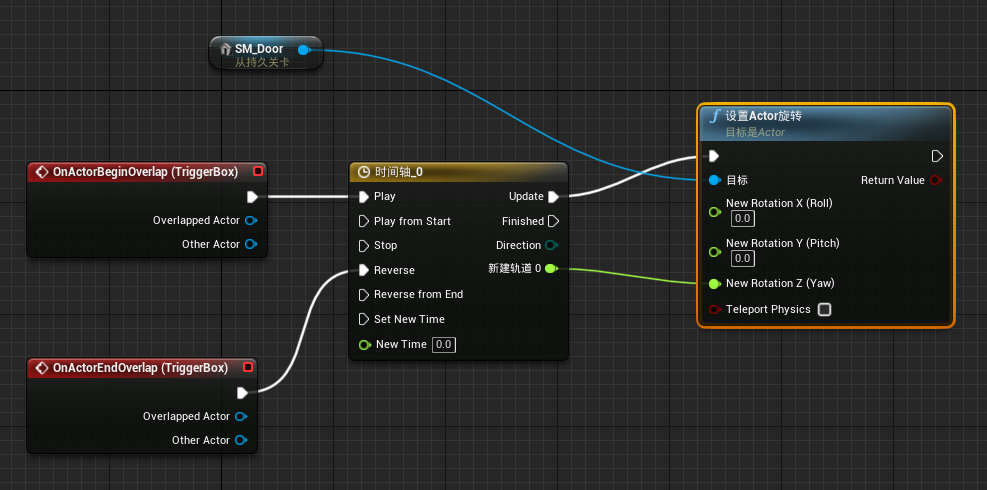 SM_Door
从持久关卡
设置Actor旋转
目标是Actor
目标
Return Value
New Rotation X (Roll)
0.0
New Rotation Y (Pitch)
0.0
New Rotation Z (Yaw)
Teleport Physics
OnActorBeginOverlap (TriggerBox)
Overlapped Actor
Other Actor
时间轴_0
Play
Update
Play from Start
Finished
Stop
Direction
Reverse
新建轨道 0
Reverse from End
Set New Time
New Time 0.0
OnActorEndOverlap (TriggerBox)
Overlapped Actor
Other Actor